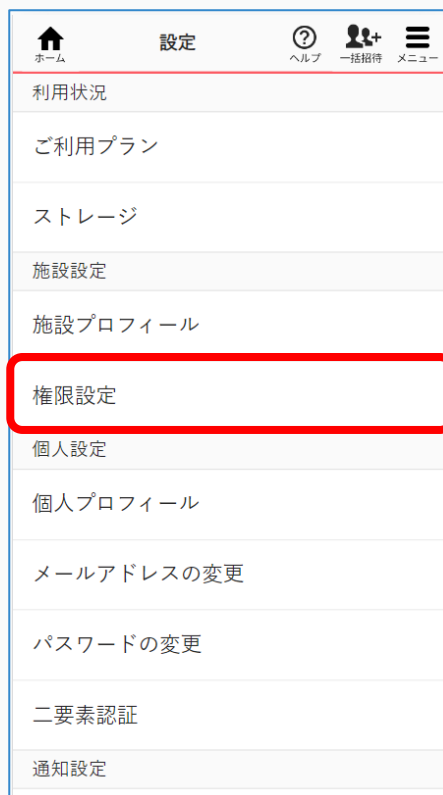 設定
ホーム
ヘルプ
一括招待
メニュー
利用状況
ご利用プラン
ストレージ
施設設定
施設プロフィール
権限設定
個人設定
個人プロフィール
メールアドレスの変更
パスワードの変更
二要素認証
通知設定